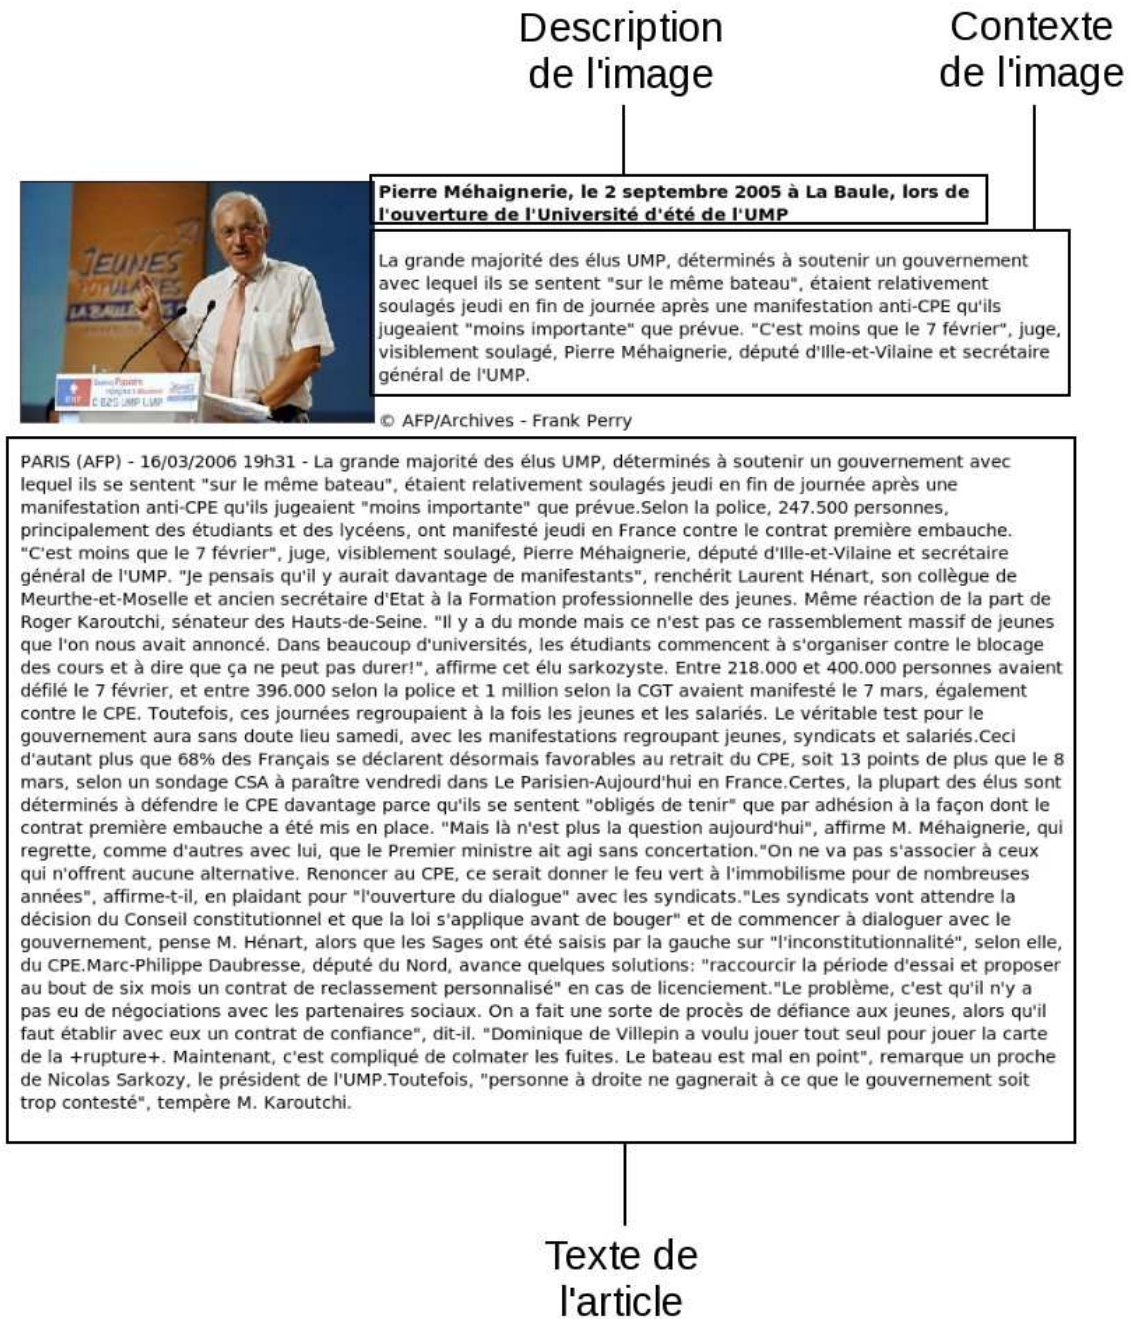 Description
de l'image
Contexte
de l'image
JEUNES
POPULAIRES
LA BAULE
Pierre Méhaignerie, le 2 septembre 2005 à La Baule, lors de
l'ouverture de l'Université d'été de l'UMP
La grande majorité des élus UMP, déterminés à soutenir un gouvernement
avec lequel ils se sentent "sur le même bateau", étaient relativement
soulagés jeudi en fin de journée après une manifestation anti-CPE qu'ils
jugeaient "moins importante" que prévue. "C'est moins que le 7 février", juge,
visiblement soulagé, Pierre Méhaignerie, député d'Ille-et-Vilaine et secrétaire
général de l'UMP.
© AFP/Archives - Frank Perry
PARIS (AFP) - 16/03/2006 19h31 - La grande majorité des élus UMP, déterminés à soutenir un gouvernement avec
lequel ils se sentent "sur le même bateau", étaient relativement soulagés jeudi en fin de journée après une
manifestation anti-CPE qu'ils jugeaient "moins importante" que prévue.Selon la police, 247.500 personnes,
principalement des étudiants et des lycéens, ont manifesté jeudi en France contre le contrat première embauche.
"C'est moins que le 7 février", juge, visiblement soulagé, Pierre Méhaignerie, député d'Ille-et-Vilaine et secrétaire
général de l'UMP. "Je pensais qu'il y aurait davantage de manifestants", renchérit Laurent Hénart, son collègue de
Meurthe-et-Moselle et ancien secrétaire d'Etat à la Formation professionnelle des jeunes. Même réaction de la part de
Roger Karoutchi, sénateur des Hauts-de-Seine. "Il y a du monde mais ce n'est pas ce rassemblement massif de jeunes
que l'on nous avait annoncé. Dans beaucoup d'universités, les étudiants commencent à s'organiser contre le blocage
des cours et à dire que ça ne peut pas durer!", affirme cet élu sarkozyste. Entre 218.000 et 400.000 personnes avaient
défilé le 7 février, et entre 396.000 selon la police et 1 million selon la CGT avaient manifesté le 7 mars, également
contre le CPE. Toutefois, ces journées regroupaient à la fois les jeunes et les salariés. Le véritable test pour le
gouvernement aura sans doute lieu samedi, avec les manifestations regroupant jeunes, syndicats et salariés.Ceci
d'autant plus que 68% des Français se déclarent désormais favorables au retrait du CPE, soit 13 points de plus que le 8
mars, selon un sondage CSA à paraître vendredi dans Le Parisien-Aujourd'hui en France.Certes, la plupart des élus sont
déterminés à défendre le CPE davantage parce qu'ils se sentent "obligés de tenir" que par adhésion à la façon dont le
contrat première embauche a été mis en place. "Mais là n'est plus la question aujourd'hui", affirme M. Méhaignerie, qui
regrette, comme d'autres avec lui, que le Premier ministre ait agi sans concertation."On ne va pas s'associer à ceux
qui n'offrent aucune alternative. Renoncer au CPE, ce serait donner le feu vert à l'immobilisme pour de nombreuses
années", affirme-t-il, en plaidant pour "l'ouverture du dialogue" avec les syndicats."Les syndicats vont attendre la
décision du Conseil constitutionnel et que la loi s'applique avant de bouger" et de commencer à dialoguer avec le
gouvernement, pense M. Hénart, alors que les Sages ont été saisis par la gauche sur "l'inconstitutionnalité", selon elle,
du CPE.Marc-Philippe Daubresse, député du Nord, avance quelques solutions: "raccourcir la période d'essai et proposer
au bout de six mois un contrat de reclassement personnalisé" en cas de licenciement."Le problème, c'est qu'il n'y a
pas eu de négociations avec les partenaires sociaux. On a fait une sorte de procès de défiance aux jeunes, alors qu'il
faut établir avec eux un contrat de confiance", dit-il. "Dominique de Villepin a voulu jouer tout seul pour jouer la carte
de la +rupture+. Maintenant, c'est compliqué de colmater les fuites. Le bateau est mal en point", remarque un proche
de Nicolas Sarkozy, le président de l'UMP.Toutefois, "personne à droite ne gagnerait à ce que le gouvernement soit
trop contesté", tempère M. Karoutchi.
Texte de
l'article